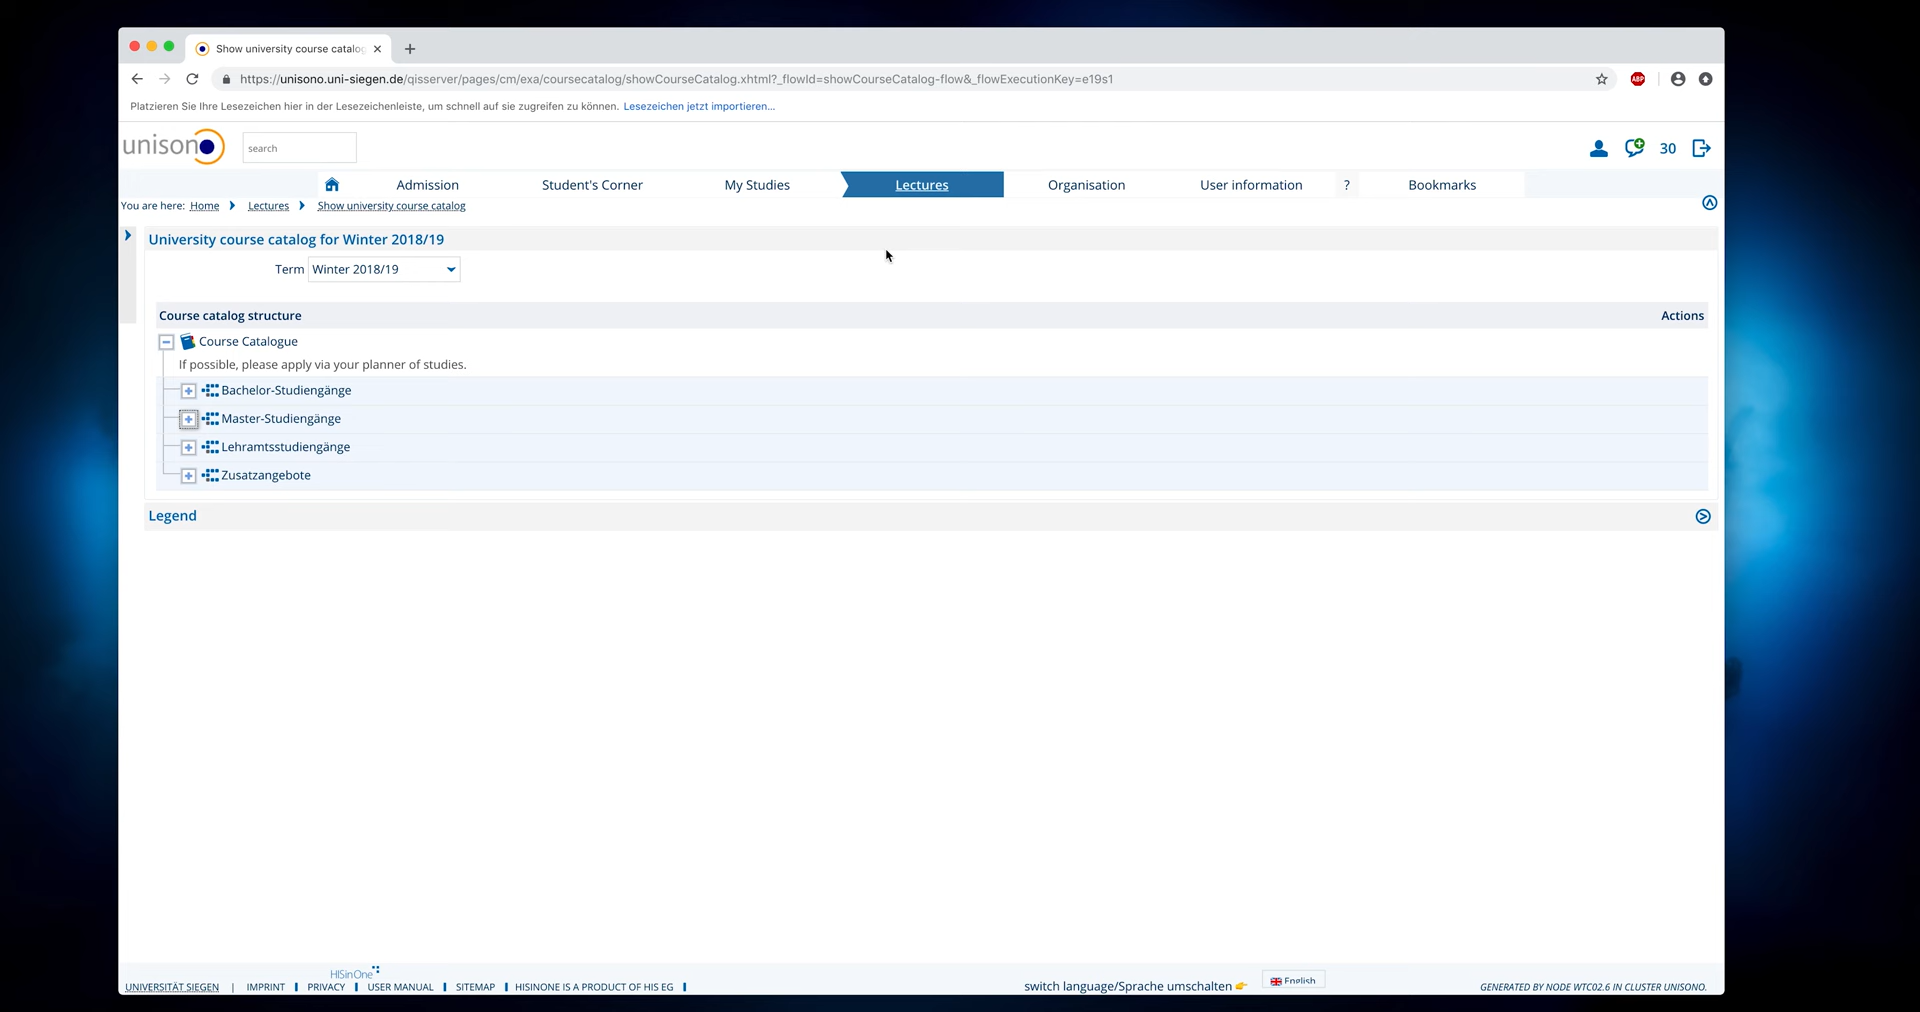 Show university course catalog
https://unisono.uni-siegen.de/qisserver/pages/cm/exa/coursecatalog/showCourseCatalog.xhtml?_flowId=showCourseCatalog-flow&_flowExecutionKey=e19s1
ABP
Platzieren Sie Ihre Lesezeichen hier in der Lesezeichenleiste, um schnell auf sie zugreifen zu können. Lesezeichen jetzt importieren...
unisono search 30
Admission Student's Corner My Studies Lectures Organisation User information ? Bookmarks
You are here: Home Lectures Show university course catalog
University course catalog for Winter 2018/19
Term Winter 2018/19
Course catalog structure Actions
Course Catalogue
If possible, please apply via your planner of studies.
Bachelor-Studiengänge
Master-Studiengänge
Lehramtsstudiengänge
Zusatzangebote
Legend
HISinOne
UNIVERSITÄT SIEGEN | IMPRINT PRIVACY USER MANUAL SITEMAP HISINONE IS A PRODUCT OF HIS EG switch language/Sprache umschalten English GENERATED BY NODE WTC02.6 IN CLUSTER UNISONO.